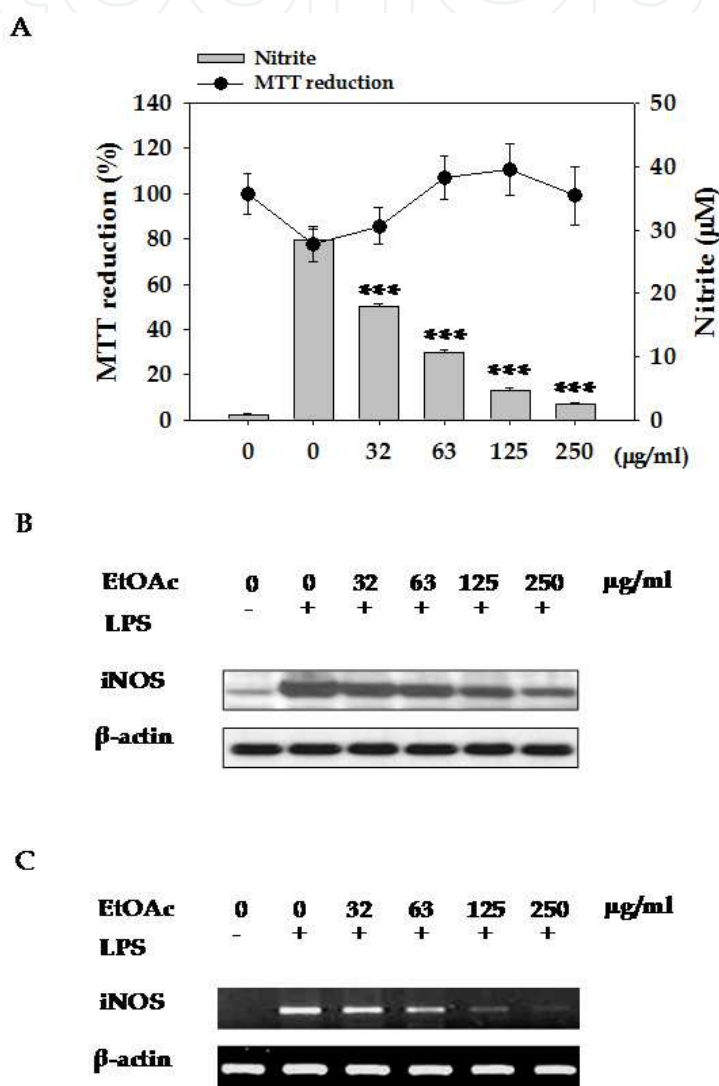 A
Nitrite
MTT reduction
140 50
120 40
100
80 30
60 20
40
20 10
0 0
MTT reduction (%)
Nitrite (µM)
*** *** *** ***
0 0 32 63 125 250 (µg/ml)
B
EtOAc 0 0 32 63 125 250 µg/ml
LPS - + + + + +
iNOS
β-actin
C
EtOAc 0 0 32 63 125 250 µg/ml
LPS - + + + + +
iNOS
β-actin